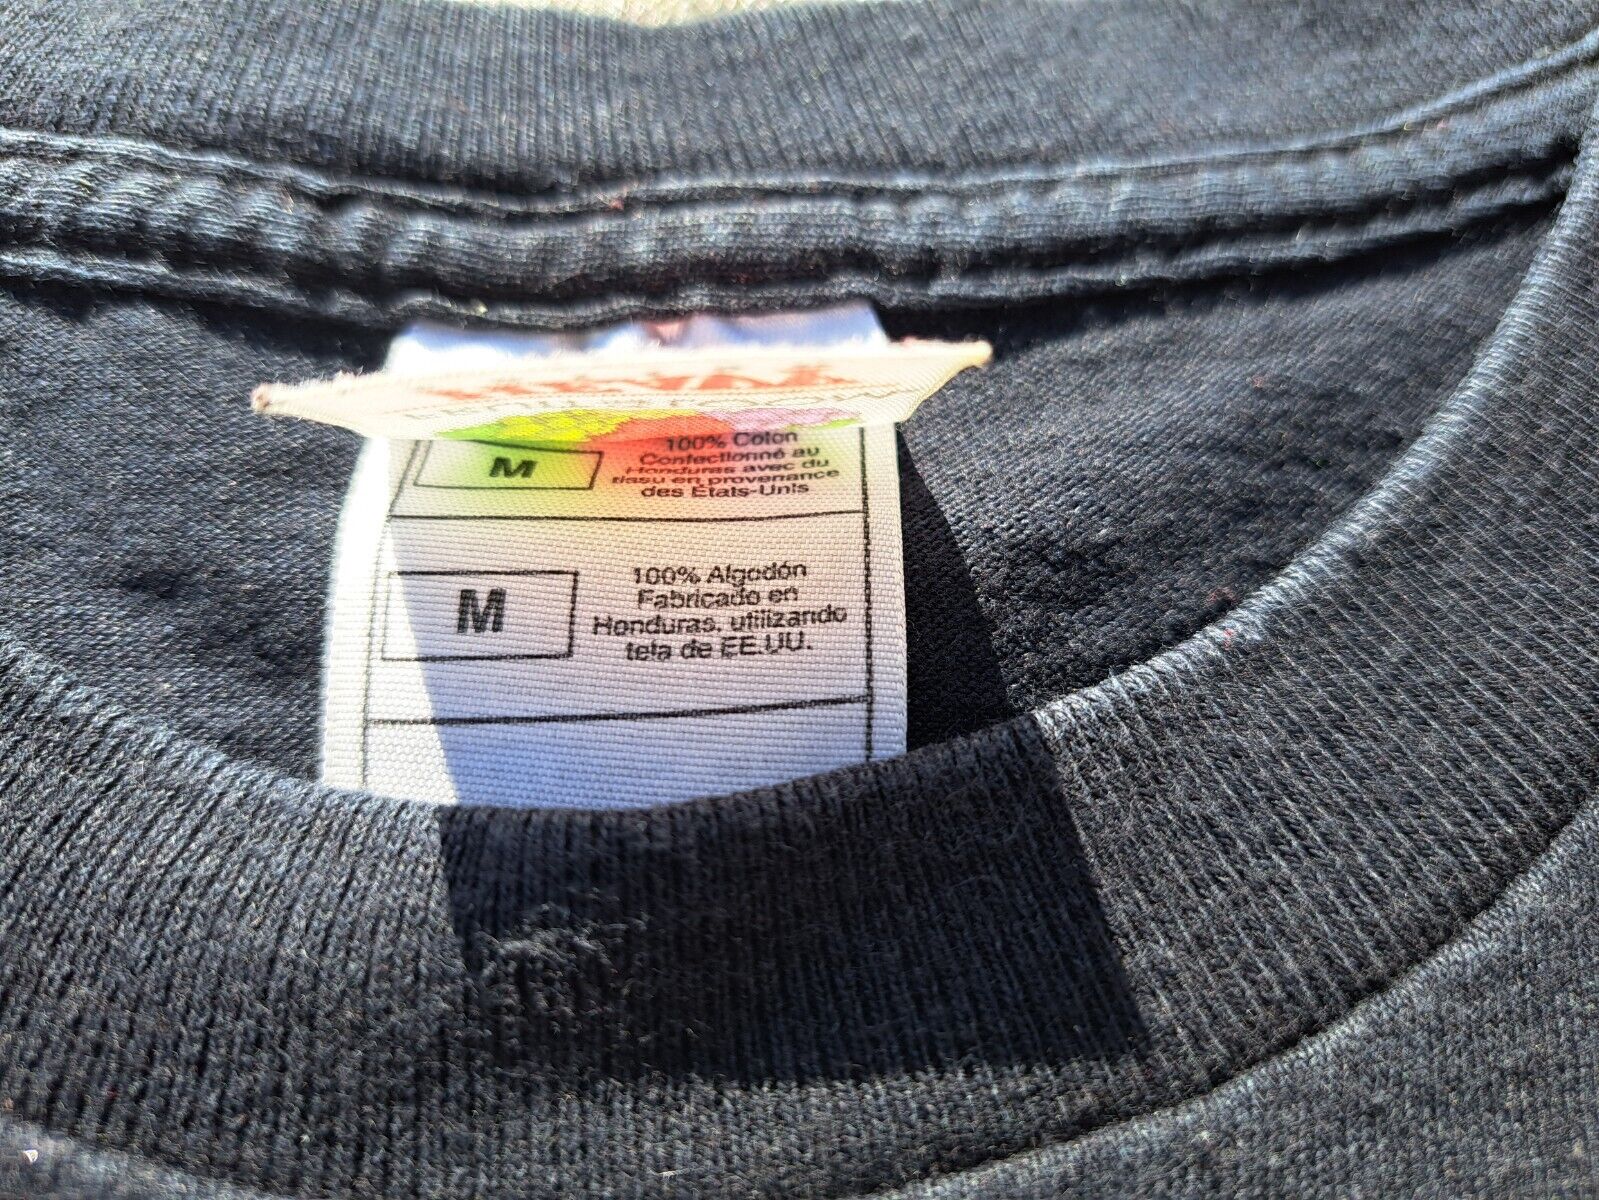 M
100% Coton
Confectionné au
Honduras avec du
tissu en provenance
des États-Unis
M
100% Algodón
Fabricado en
Honduras, utilizando
tela de EE.UU.